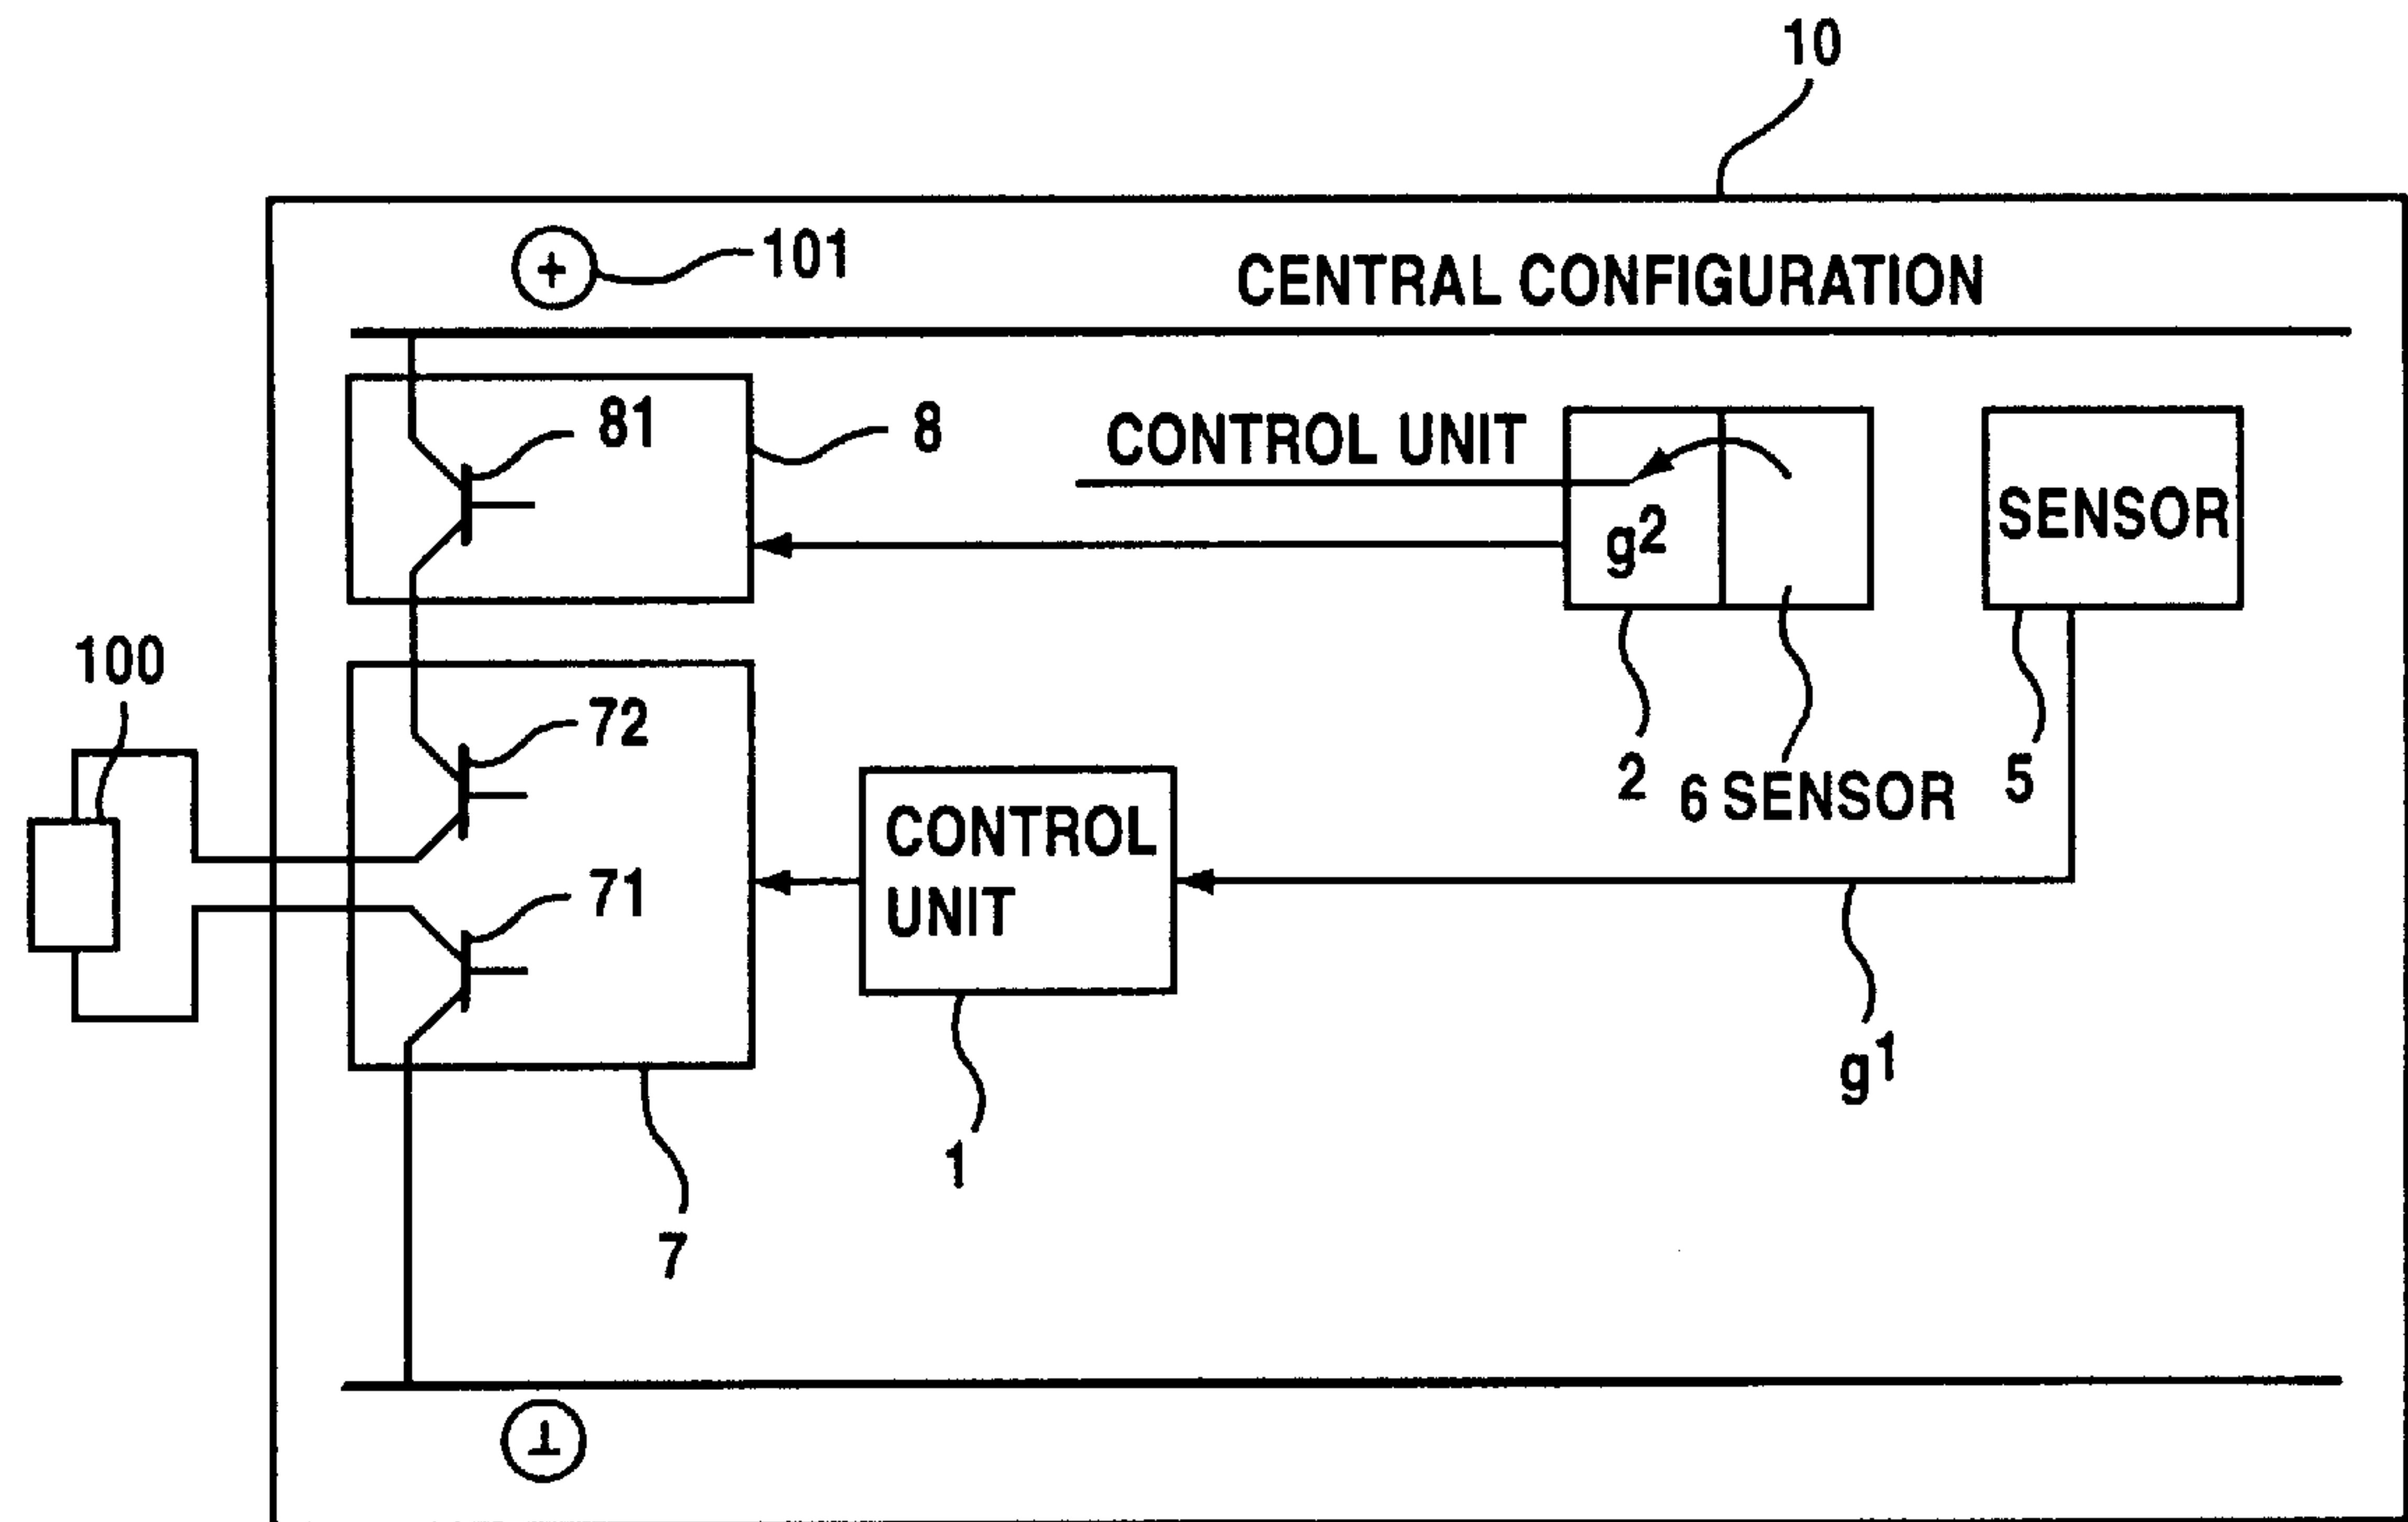 10
+
101
CENTRAL CONFIGURATION
81
8
CONTROL UNIT
g2
SENSOR
100
72
2
6 SENSOR
5
CONTROL
UNIT
71
g1
1
7